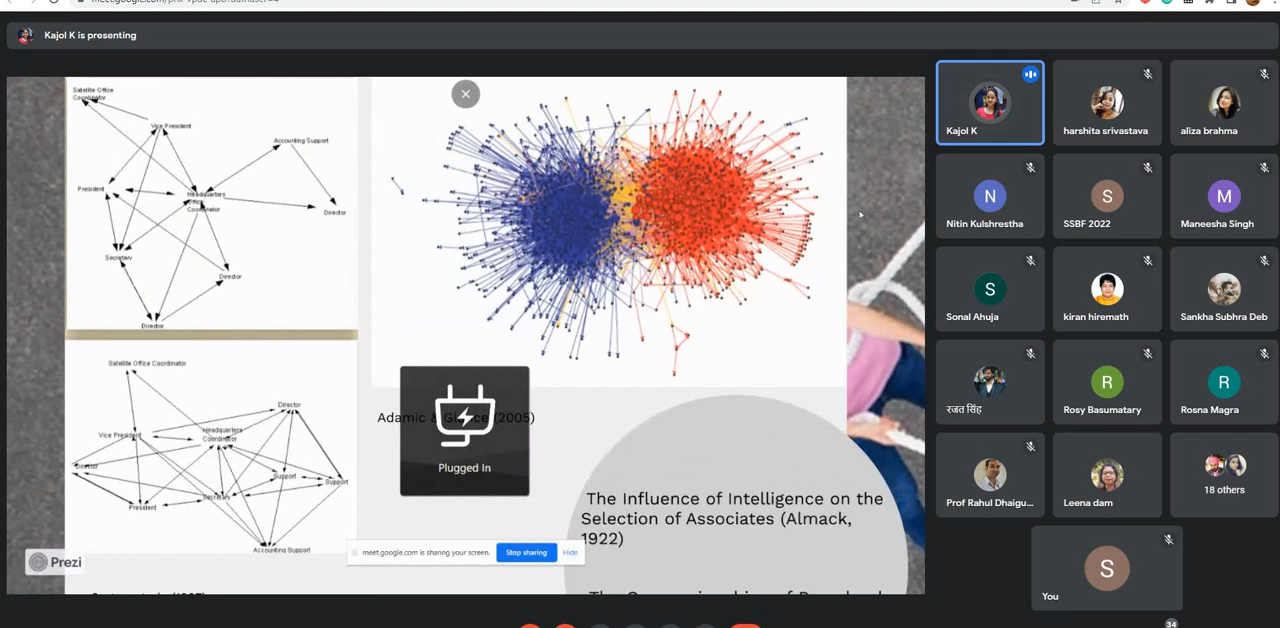 Kajol K is presenting
Satellite Office
Coordinator
Vice President
Accounting Support
President
Headquarters
Office
Coordinator
Director
Secretary
Director
Director
Satellite Office Coordinator
Director
Vice President
Headquarters
Coordinator
Director
Support
Support
Secretary
President
Accounting Support
Adamic & Glance (2005)
Plugged In
The Influence of Intelligence on the
Selection of Associates (Almack,
1922)
meet.google.com is sharing your screen.
Stop sharing
Hide
Prezi
Kajol K
harshita srivastava
aliza brahma
N
Nitin Kulshrestha
S
SSBF 2022
M
Maneesha Singh
S
Sonal Ahuja
kiran hiremath
Sankha Subhra Deb
रजत सिंह
R
Rosy Basumatary
R
Rosna Magra
Prof Rahul Dhaigu...
Leena dam
18 others
S
You
34